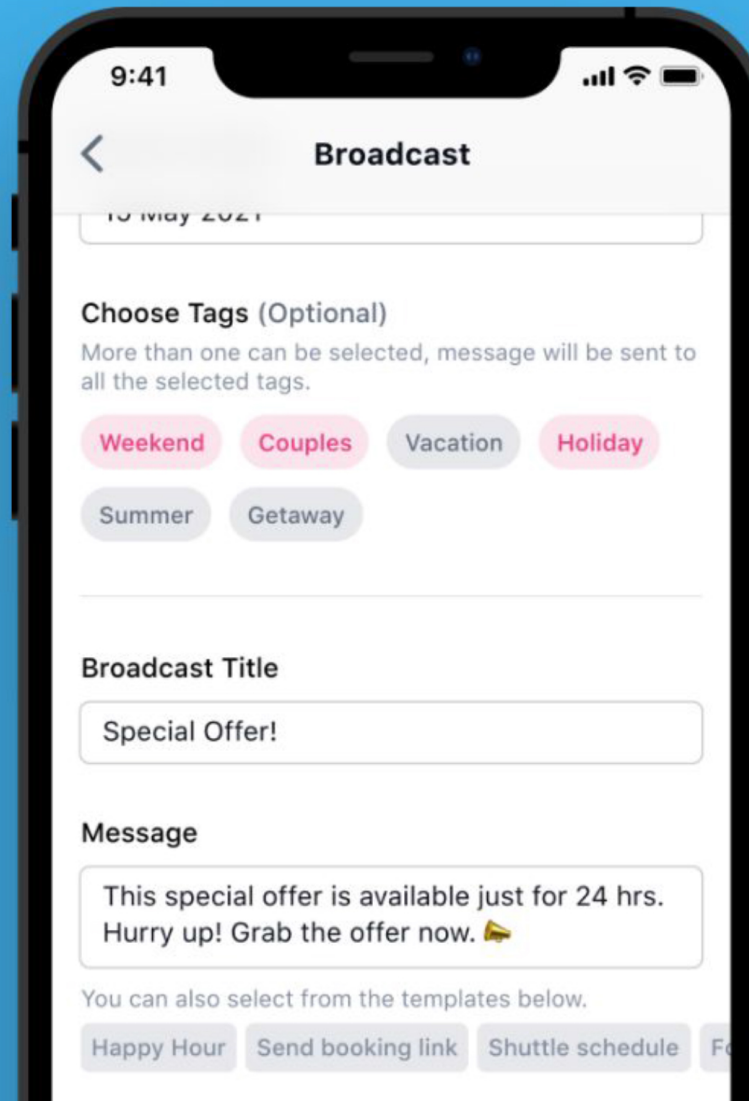 9:41
Broadcast
15 May 2021
Choose Tags (Optional)
More than one can be selected, message will be sent to
all the selected tags.
Weekend Couples Vacation Holiday
Summer Getaway
Broadcast Title
Special Offer!
Message
This special offer is available just for 24 hrs.
Hurry up! Grab the offer now. 📣
You can also select from the templates below.
Happy Hour Send booking link Shuttle schedule